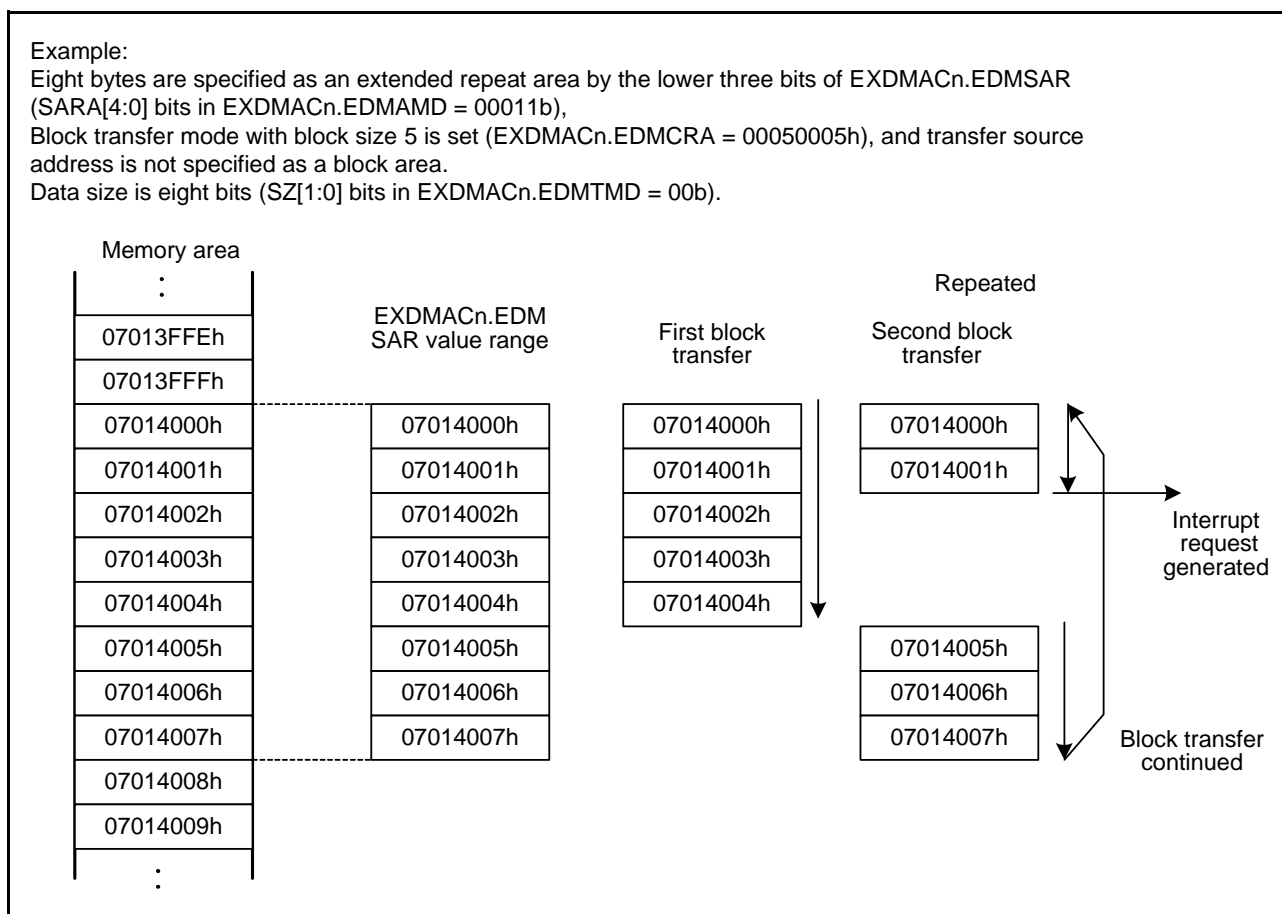 Example:
Eight bytes are specified as an extended repeat area by the lower three bits of EXDMACn.EDMSAR
(SARA[4:0] bits in EXDMACn.EDMAMD = 00011b),
Block transfer mode with block size 5 is set (EXDMACn.EDMCRA = 00050005h), and transfer source
address is not specified as a block area.
Data size is eight bits (SZ[1:0] bits in EXDMACn.EDMTMD = 00b).
Memory area
:
07013FFEh
07013FFFh
07014000h
07014001h
07014002h
07014003h
07014004h
07014005h
07014006h
07014007h
07014008h
07014009h
:
EXDMACn.EDM
SAR value range
07014000h
07014001h
07014002h
07014003h
07014004h
07014005h
07014006h
07014007h
First block
transfer
07014000h
07014001h
07014002h
07014003h
07014004h
Repeated
Second block
transfer
07014000h
07014001h
07014005h
07014006h
07014007h
Interrupt
request
generated
Block transfer
continued